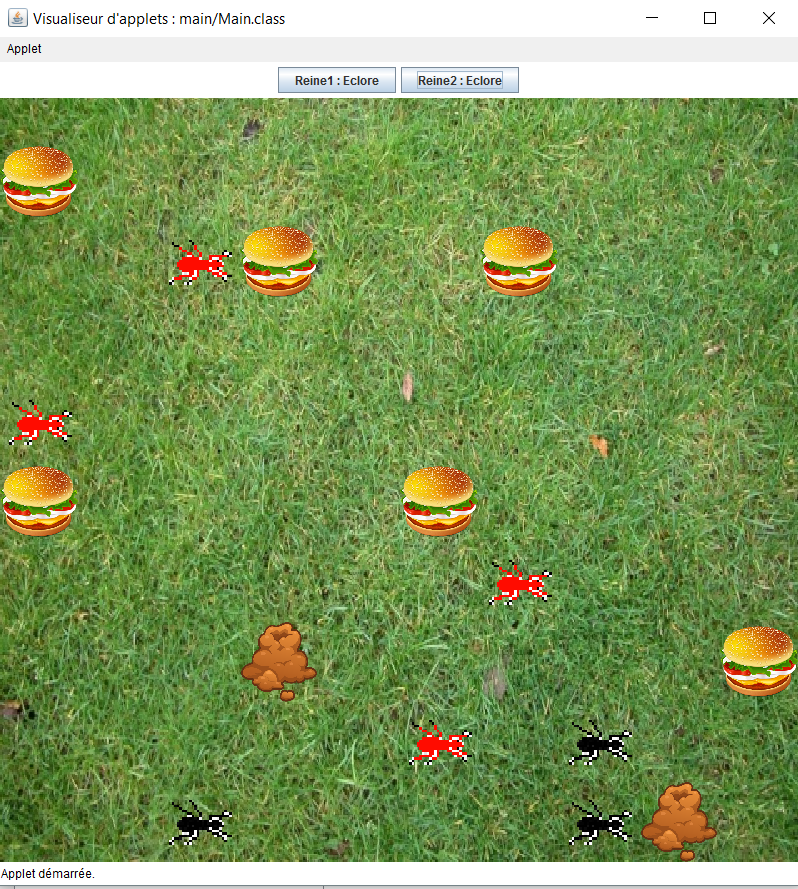 Visualiseur d'applets : main/Main.class
Applet
Reine1 : Eclore Reine2 : Eclore
Applet démarrée.